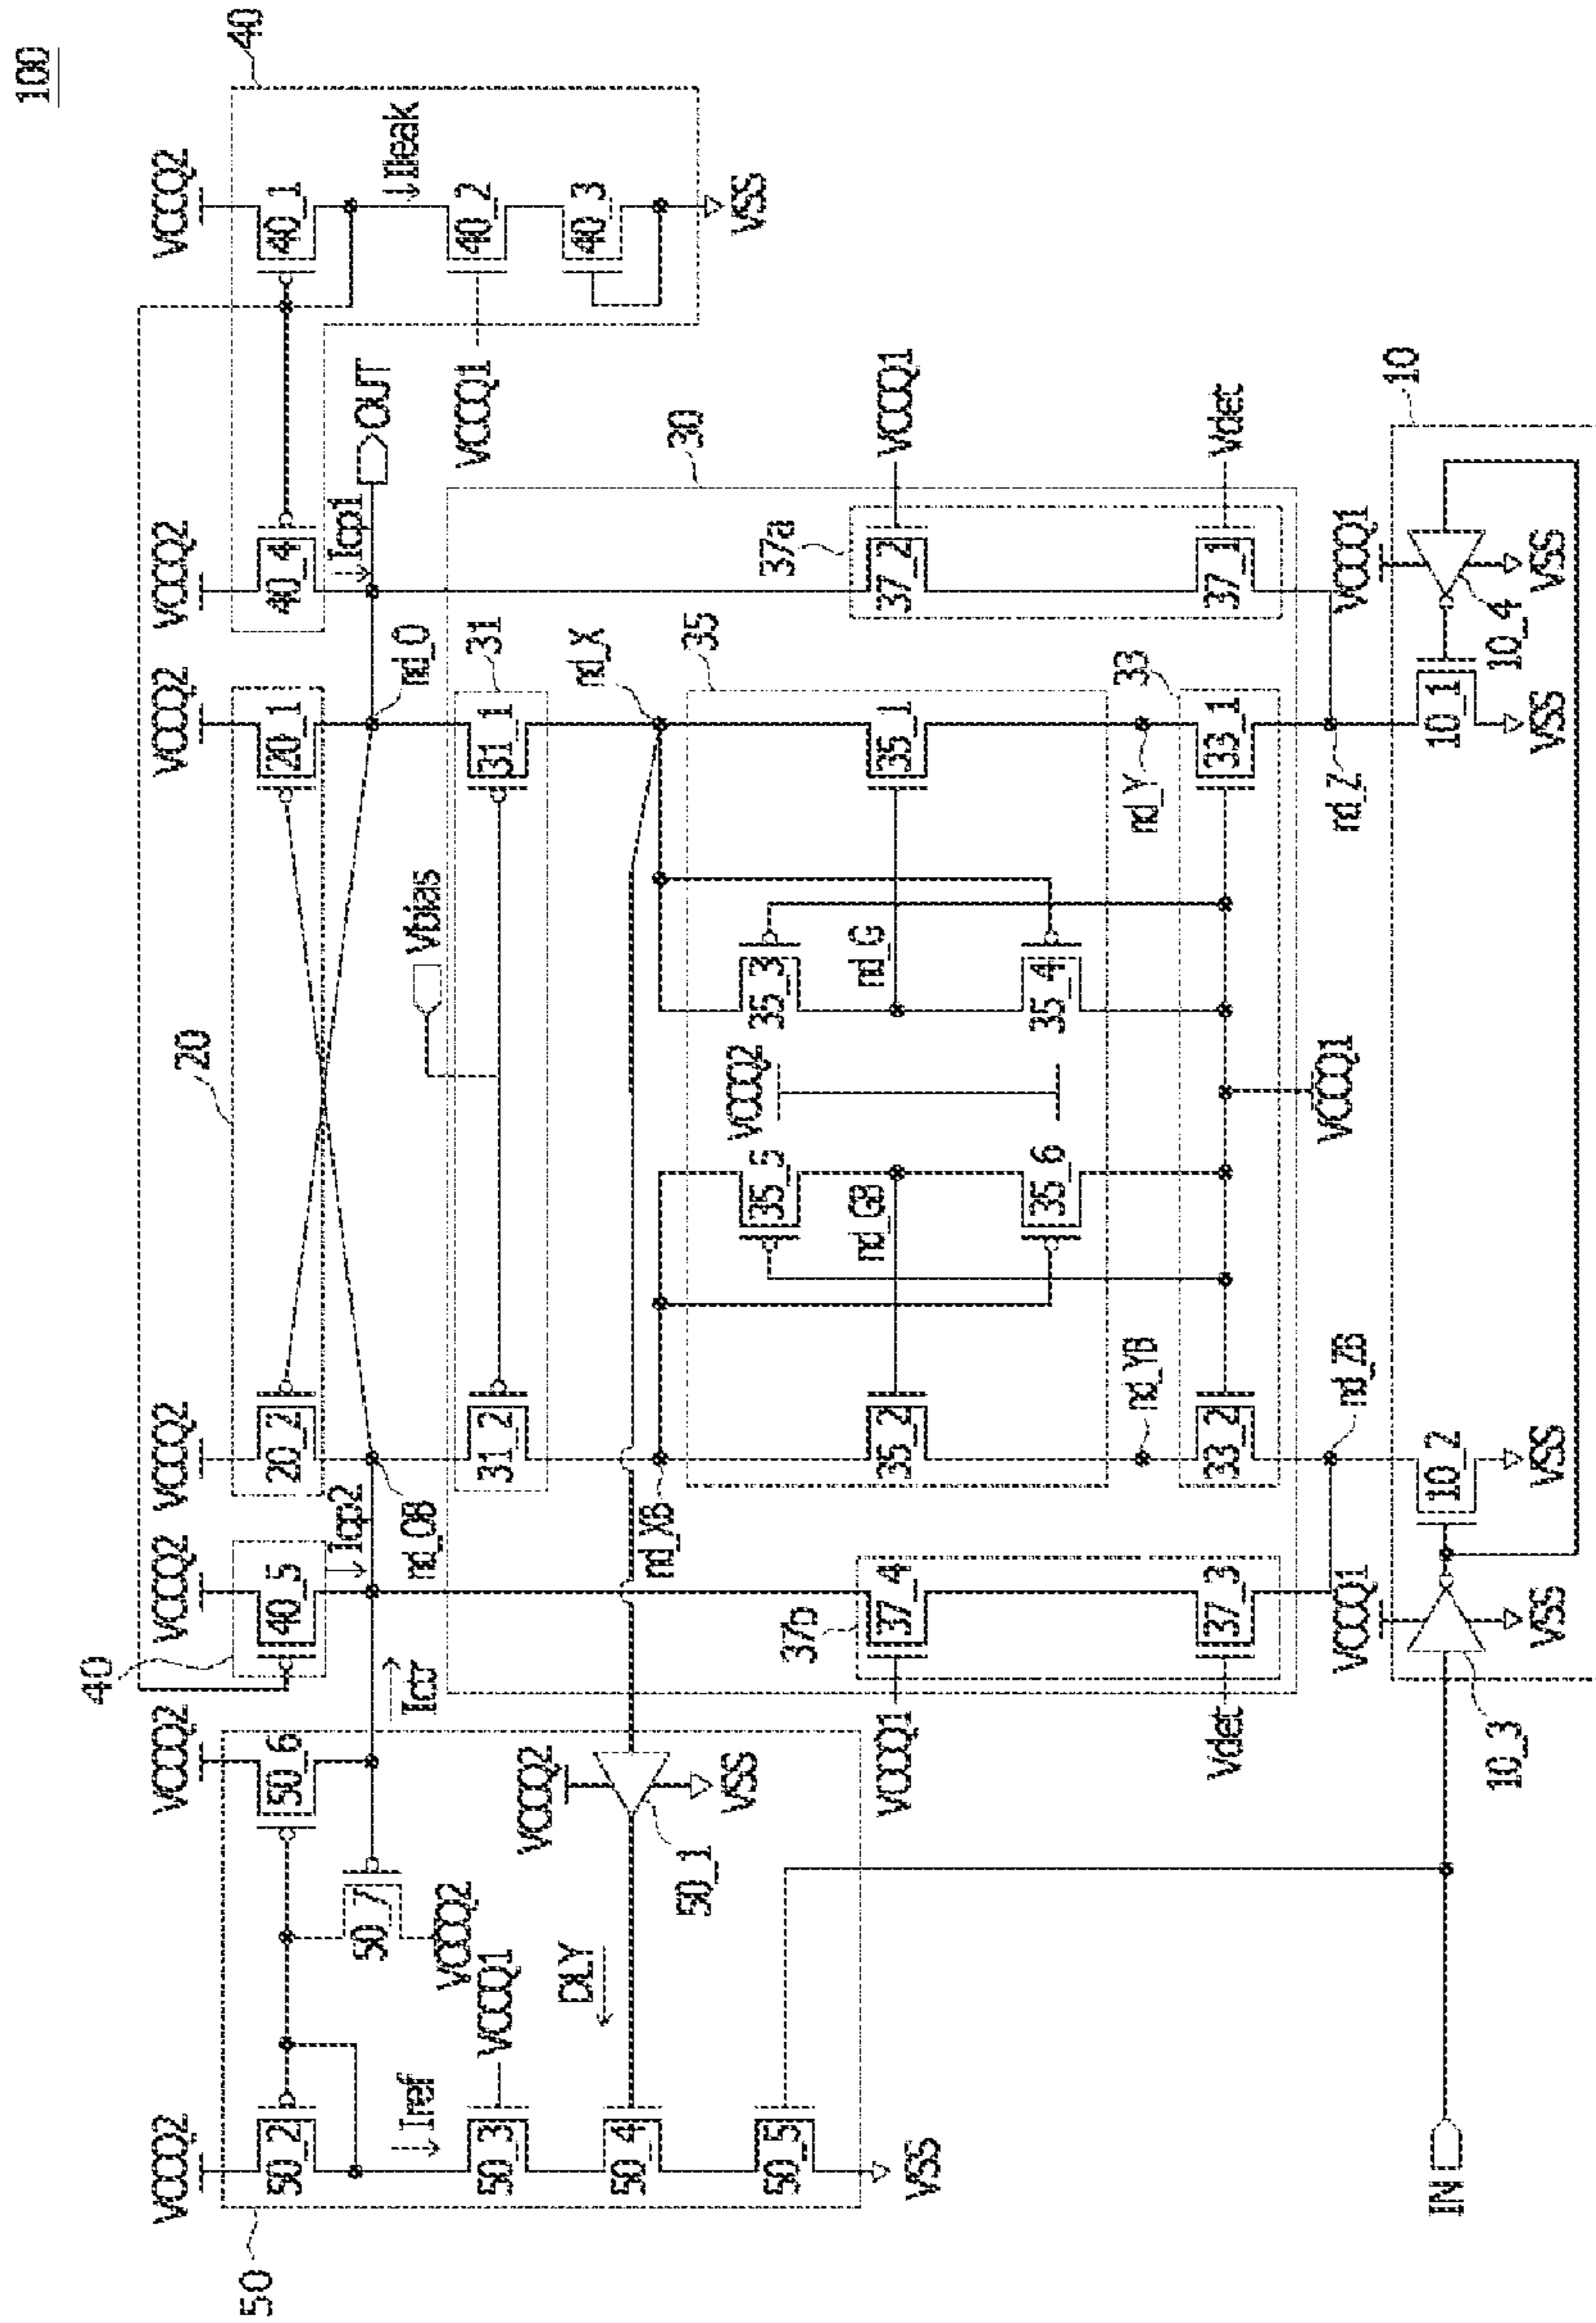 100
VCCQ2
VCCQ2
VCCQ2
VCCQ2
VCCQ2
VCCQ2
VCCQ2
50
50_2
Iref
50_3
VCCQ1
50_4
50_5
VSS
50_6
50_7
VCCQ2
DLY
VCCQ2
50_1
VSS
Icr
40
40_5
Icp2
nd_OB
20
20_2
20_1
nd_O
40
40_4
Icp1
OUT
40_1
Ileak
40_2
VCCQ1
40_3
VSS
Vbias
31_2
31_1
31
30
nd_XB
nd_X
35
35_2
35_5
35_3
VCCQ2
nd_GB
nd_G
35_6
35_4
35_1
nd_YB
nd_Y
33
33_2
33_1
VCCQ1
37b
37_4
VCCQ1
37_3
Vdet
37a
37_2
VCCQ1
37_1
Vdet
nd_ZB
nd_Z
10
VCCQ1
10_3
VSS
10_2
VSS
10_1
VSS
VCCQ1
10_4
VSS
IN